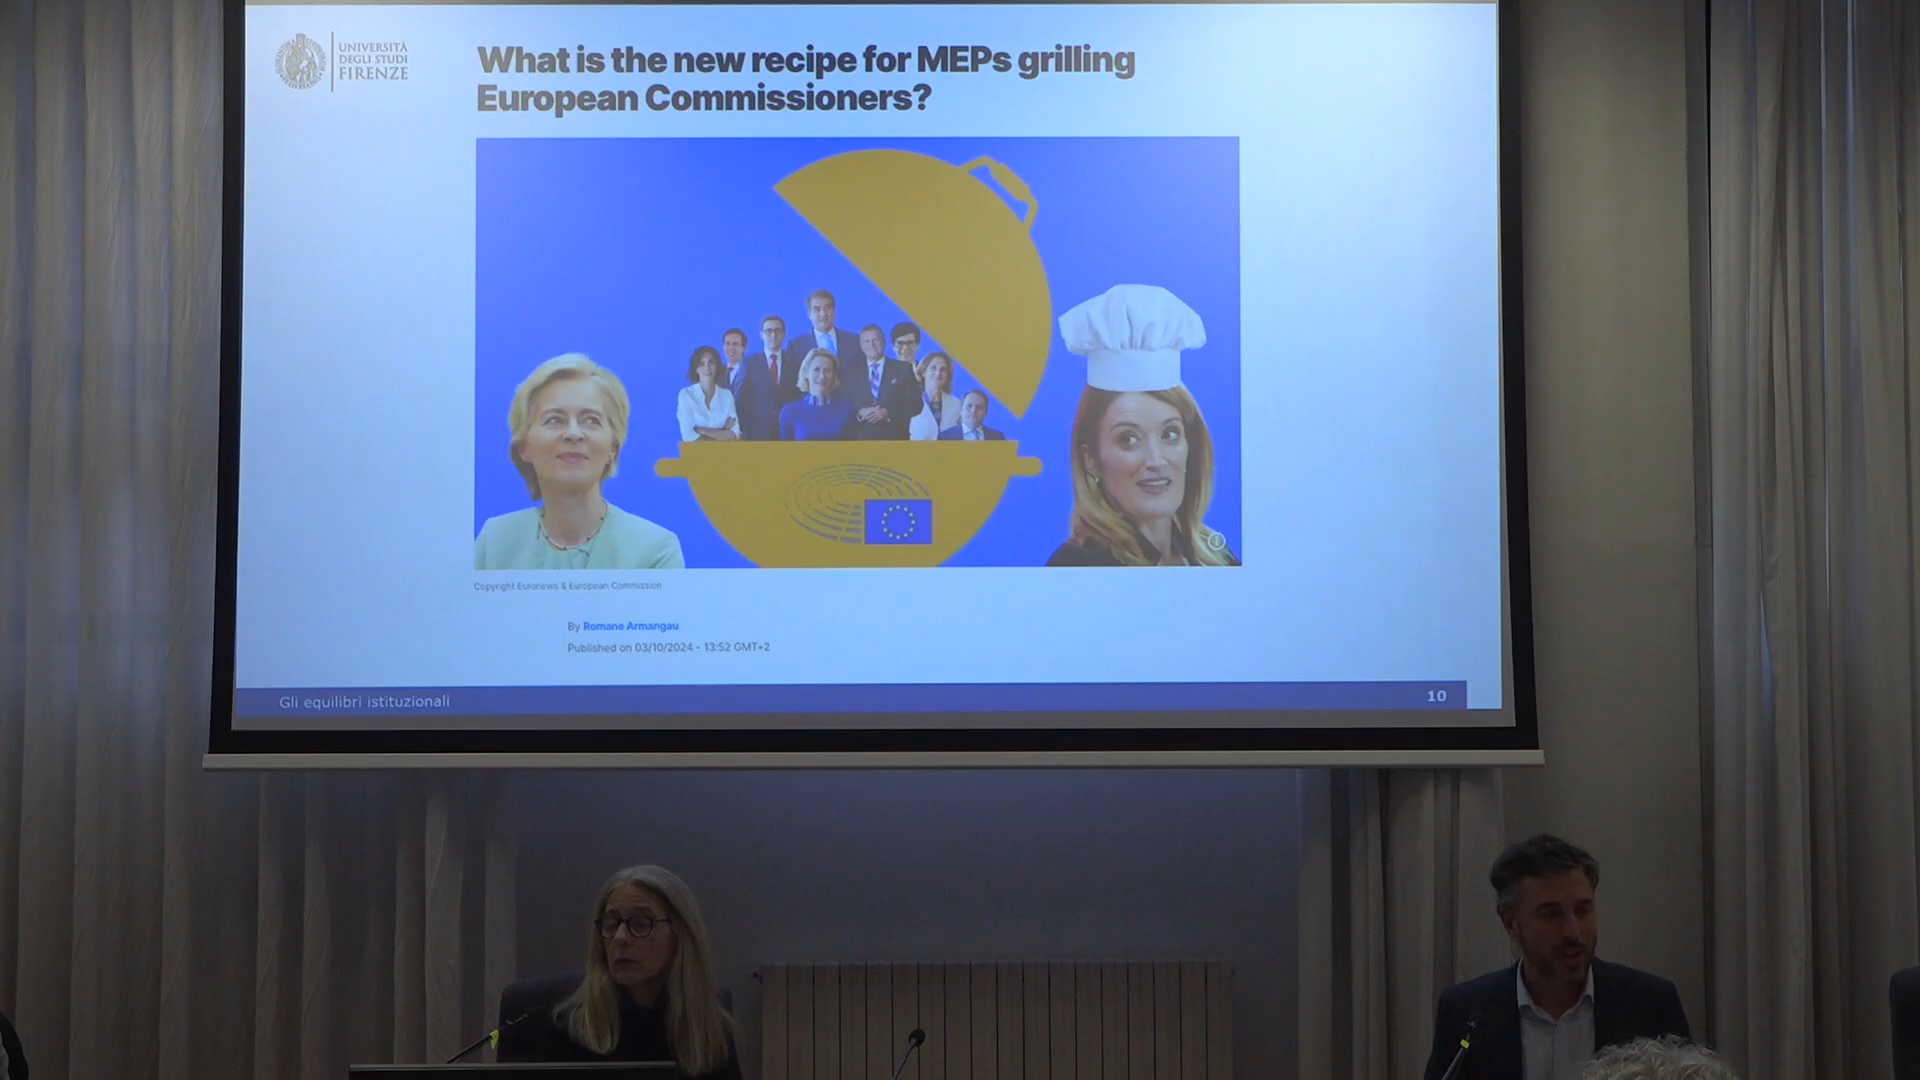 UNIVERSITÀ
DEGLI STUDI
FIRENZE
What is the new recipe for MEPs grilling
European Commissioners?
Copyright Euronews & European Commission
By Romane Armangau
Published on 03/10/2024 - 13:52 GMT+2
Gli equilibri istituzionali
10